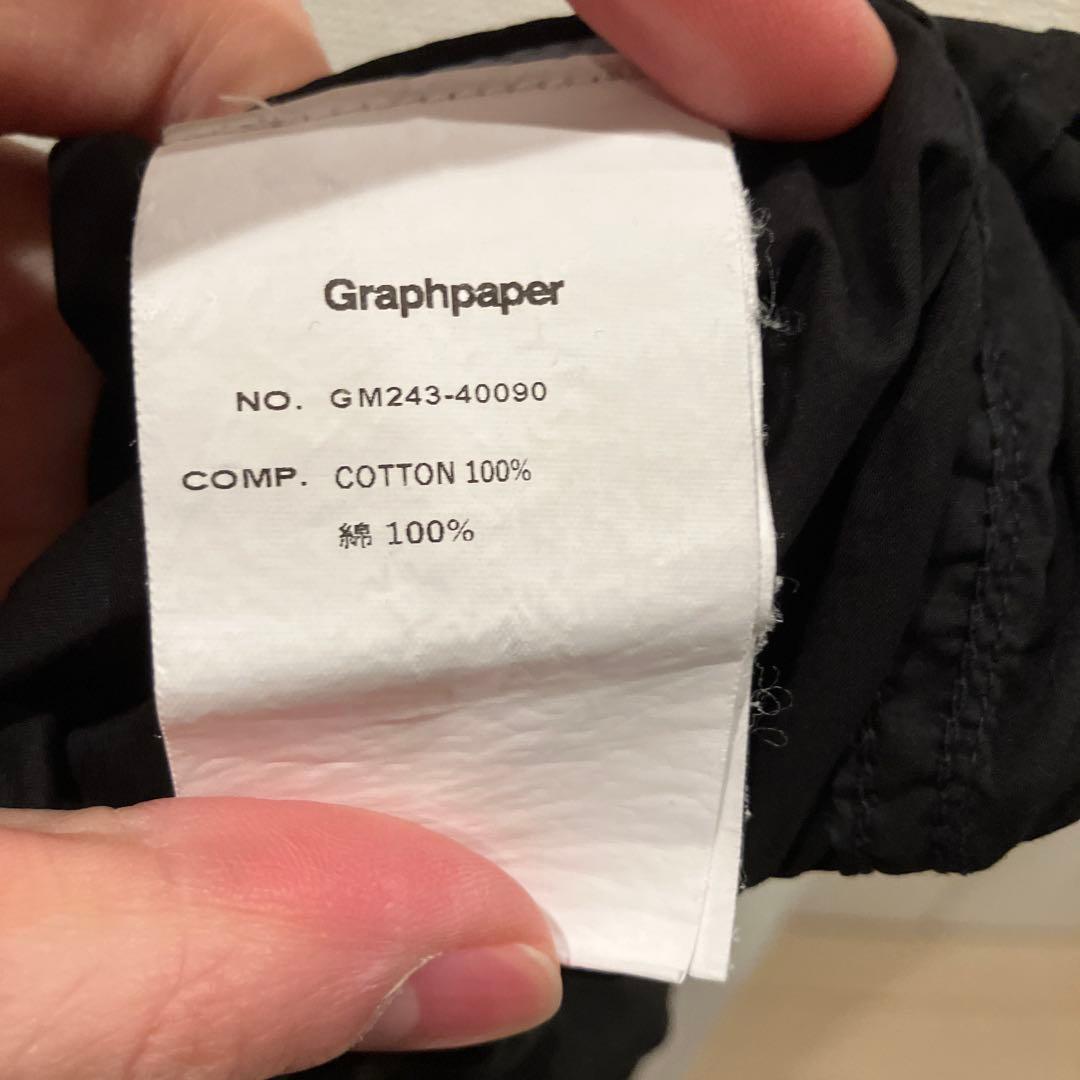 Graphpaper
NO. GM243-40090
COMP. COTTON 100%
綿 100%